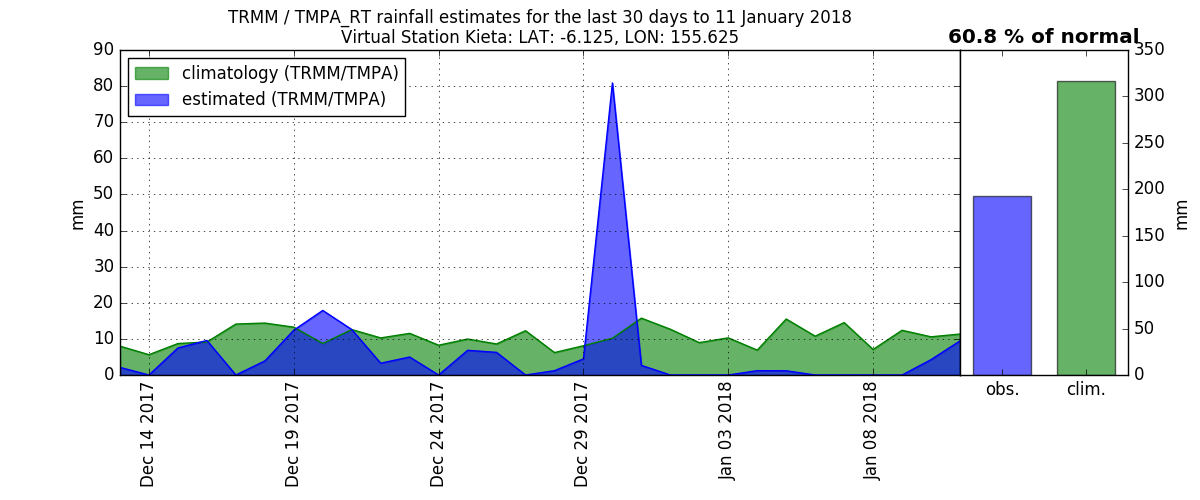 TRMM / TMPA_RT rainfall estimates for the last 30 days to 11 January 2018
Virtual Station Kieta: LAT: -6.125, LON: 155.625
60.8 % of normal
climatology (TRMM/TMPA)
estimated (TRMM/TMPA)
mm
90
80
70
60
50
40
30
20
10
0
Dec 14 2017
Dec 19 2017
Dec 24 2017
Dec 29 2017
Jan 03 2018
Jan 08 2018
350
300
250
200
150
100
50
0
mm
obs.
clim.